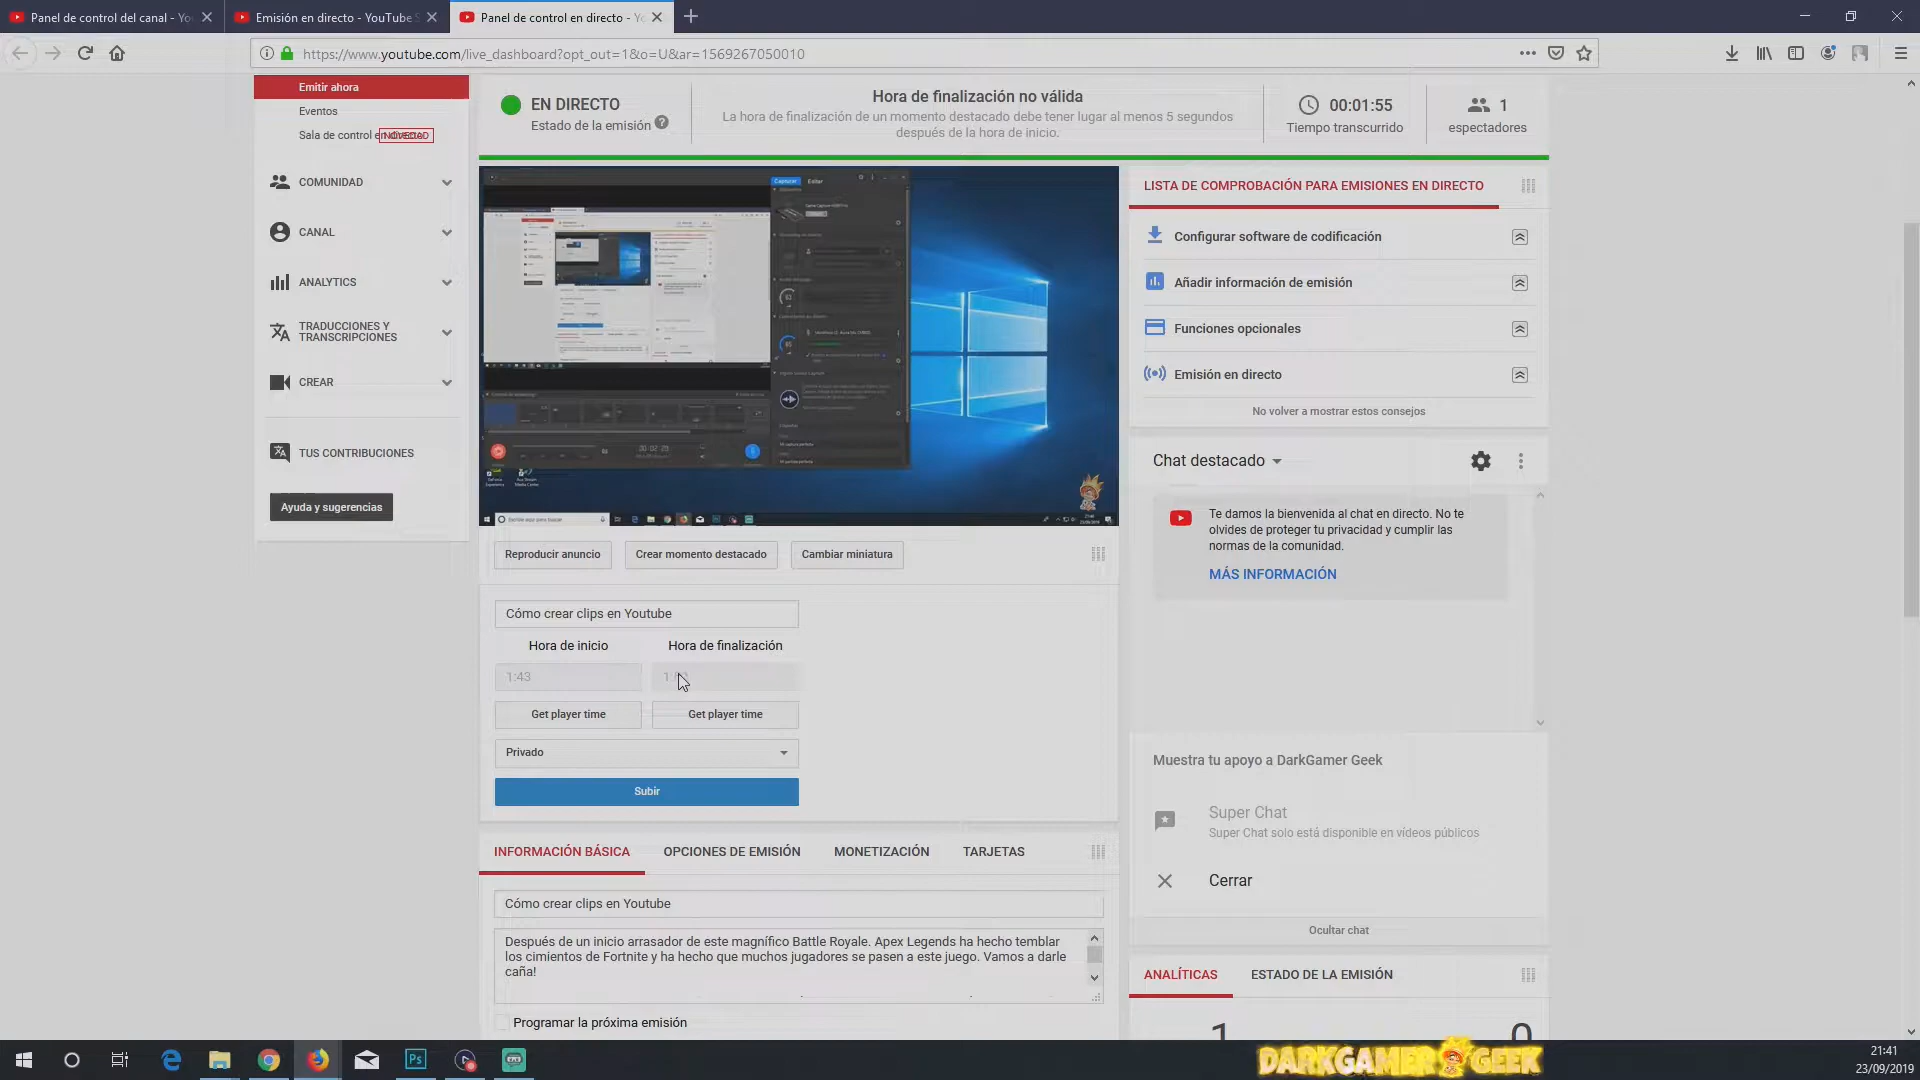 Panel de control del canal - Yo
Emisión en directo - YouTube S
Panel de control en directo - Yo
https://www.youtube.com/live_dashboard?opt_out=1&o=U&ar=1569267050010
Emitir ahora
Eventos
Sala de control en directo
NOVEDAD
COMUNIDAD
CANAL
ANALYTICS
TRADUCCIONES Y
TRANSCRIPCIONES
CREAR
TUS CONTRIBUCIONES
Ayuda y sugerencias
EN DIRECTO
Estado de la emisión
Hora de finalización no válida
La hora de finalización de un momento destacado debe tener lugar al menos 5 segundos
después de la hora de inicio.
00:01:55
Tiempo transcurrido
1
espectadores
Capturar
Editar
Reproducir anuncio
Crear momento destacado
Cambiar miniatura
Cómo crear clips en Youtube
Hora de inicio
Hora de finalización
1:43
Get player time
Get player time
Privado
Subir
INFORMACIÓN BÁSICA
OPCIONES DE EMISIÓN
MONETIZACIÓN
TARJETAS
Cómo crear clips en Youtube
Después de un inicio arrasador de este magnífico Battle Royale. Apex Legends ha hecho temblar
los cimientos de Fortnite y ha hecho que muchos jugadores se pasen a este juego. Vamos a darle
caña!
Programar la próxima emisión
LISTA DE COMPROBACIÓN PARA EMISIONES EN DIRECTO
Configurar software de codificación
Añadir información de emisión
Funciones opcionales
Emisión en directo
No volver a mostrar estos consejos
Chat destacado
Te damos la bienvenida al chat en directo. No te
olvides de proteger tu privacidad y cumplir las
normas de la comunidad.
MÁS INFORMACIÓN
Muestra tu apoyo a DarkGamer Geek
Super Chat
Super Chat solo está disponible en vídeos públicos
Cerrar
Ocultar chat
ANALÍTICAS
ESTADO DE LA EMISIÓN
1
0
Ps
DARKGAMER GEEK
21:41
23/09/2019